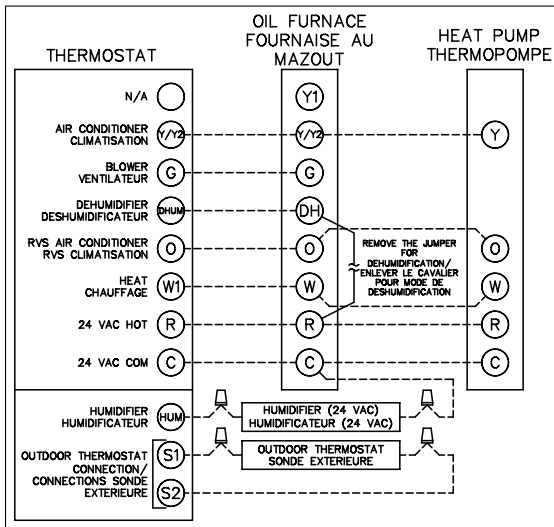 OIL FURNACE
FOURNAISE AU
MAZOUT
HEAT PUMP
THERMOPOMPE
THERMOSTAT
N/A
Y1
AIR CONDITIONER
CLIMATISATION
Y/Y2
Y/Y2
Y
BLOWER
VENTILATEUR
G
G
DEHUMIDIFIER
DESHUMIDIFICATEUR
DHUM
DH
REMOVE THE JUMPER
FOR
DEHUMIDIFICATION/
ENLEVER LE CAVALIER
POUR MODE DE
DESHUMIDIFICATION
RVS AIR CONDITIONER
RVS CLIMATISATION
O
O
O
HEAT
CHAUFFAGE
W1
W
W
24 VAC HOT
R
R
R
24 VAC COM
C
C
C
HUMIDIFIER
HUMIDIFICATEUR
HUM
HUMIDIFIER (24 VAC)
HUMIDIFICATEUR (24 VAC)
OUTDOOR THERMOSTAT
CONNECTION/
CONNECTIONS SONDE
EXTERIEURE
S1
S2
OUTDOOR THERMOSTAT
SONDE EXTERIEURE